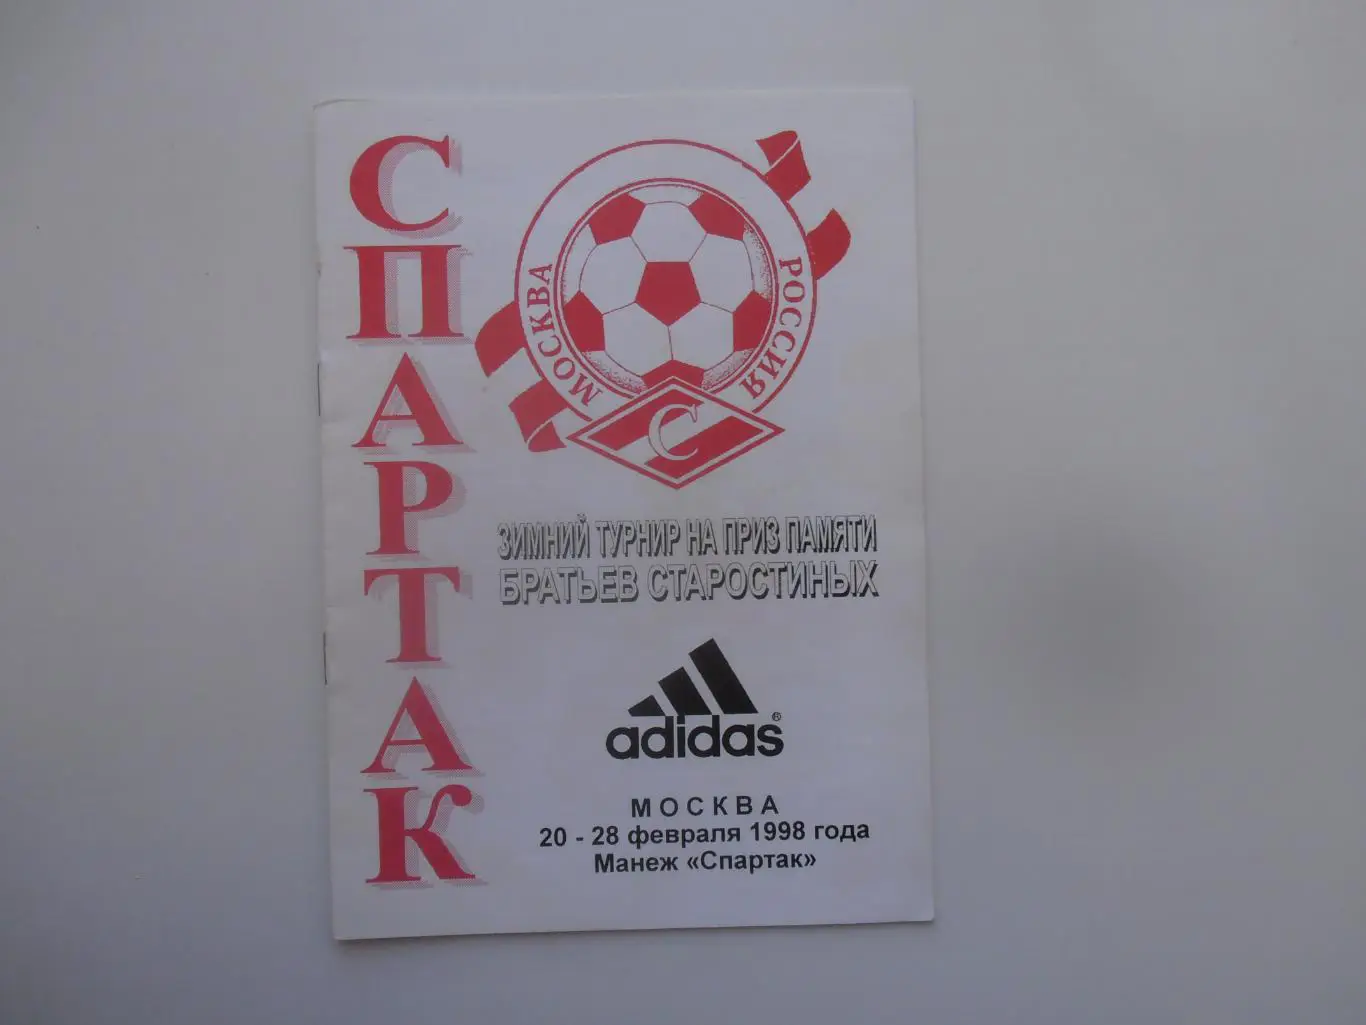 СПАРТАК
МОСКВА РОССИЯ
С
ЗИМНИЙ ТУРНИР НА ПРИЗ ПАМЯТИ
БРАТЬЕВ СТАРОСТИНЫХ
adidas®
МОСКВА
20 - 28 февраля 1998 года
Манеж «Спартак»